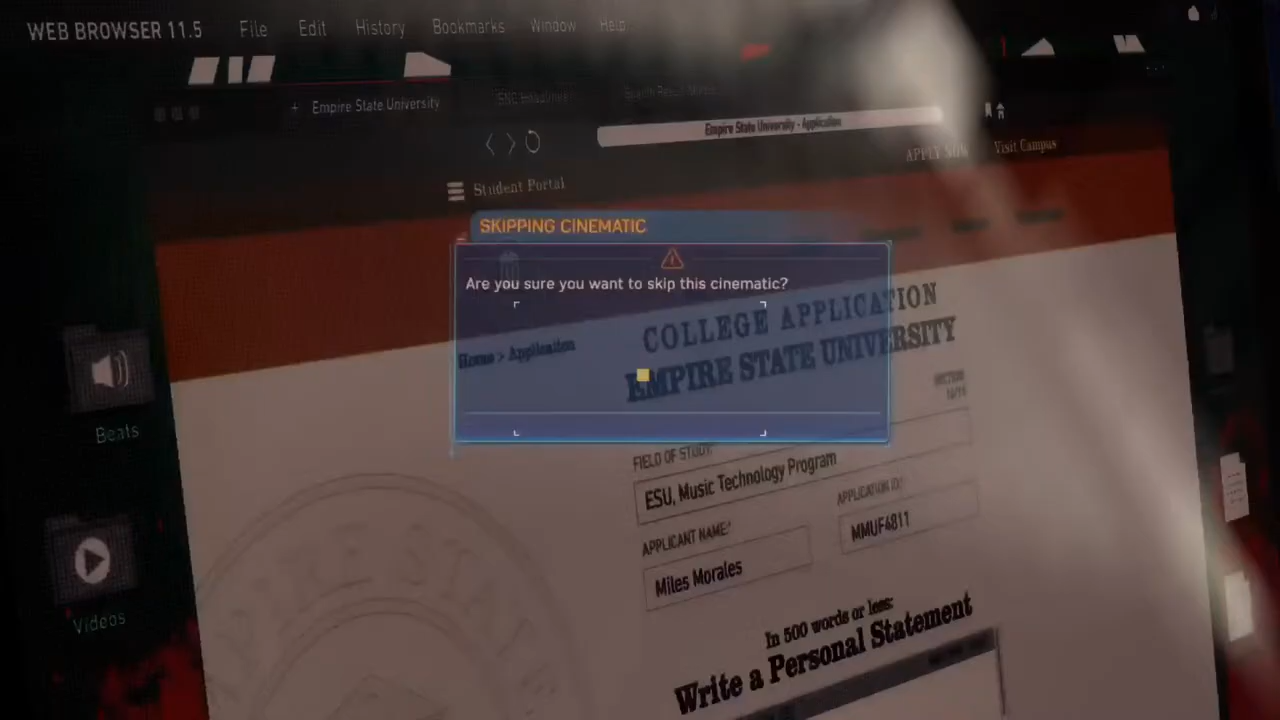 WEB BROWSER 11.5 File Edit History Bookmarks Window Help
+ Empire State University
Empire State University - Application
APPLY NOW Visit Campus
Student Portal
SKIPPING CINEMATIC
Are you sure you want to skip this cinematic?
COLLEGE APPLICATION
Home > Application
EMPIRE STATE UNIVERSITY
Beats
FIELD OF STUDY:
ESU, Music Technology Program
APPLICATION ID:
MMUF6811
APPLICANT NAME:
Miles Morales
Videos
In 500 words or less:
Write a Personal Statement